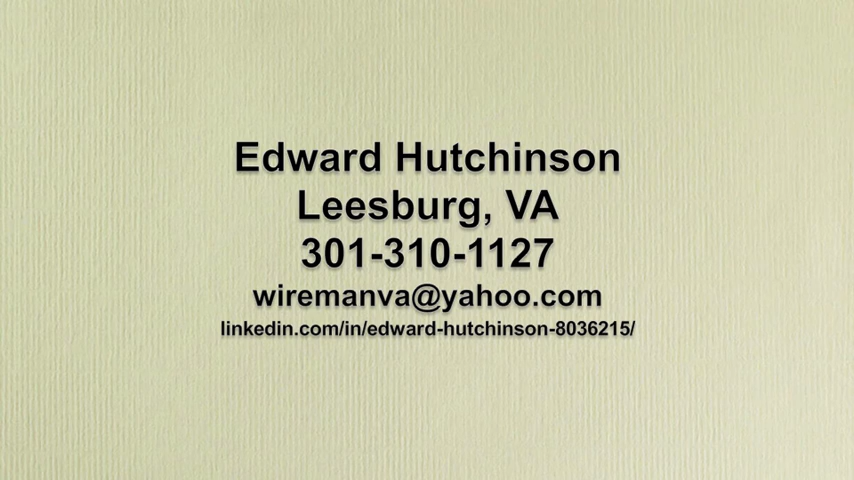 Edward Hutchinson
Leesburg, VA
301-310-1127
wiremanva@yahoo.com
linkedin.com/in/edward-hutchinson-8036215/